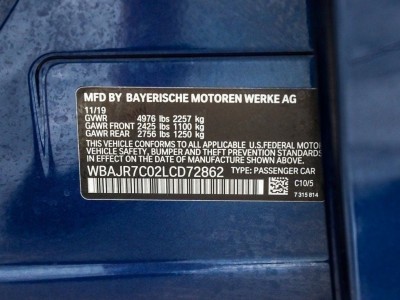 MFD BY BAYERISCHE MOTOREN WERKE AG
11/19
GVWR 4976 lbs 2257 kg
GAWR FRONT 2425 lbs 1100 kg
GAWR REAR 2756 lbs 1250 kg
THIS VEHICLE CONFORMS TO ALL APPLICABLE U.S.FEDERAL MOTOR
VEHICLE SAFETY, BUMPER, AND THEFT PREVENTION
STANDARDS IN EFFECT ON THE DATE OF MANUFACTURE SHOWN ABOVE.
WBAJR7C02LCD72862 TYPE: PASSENGER CAR
C10/5
7 315 814